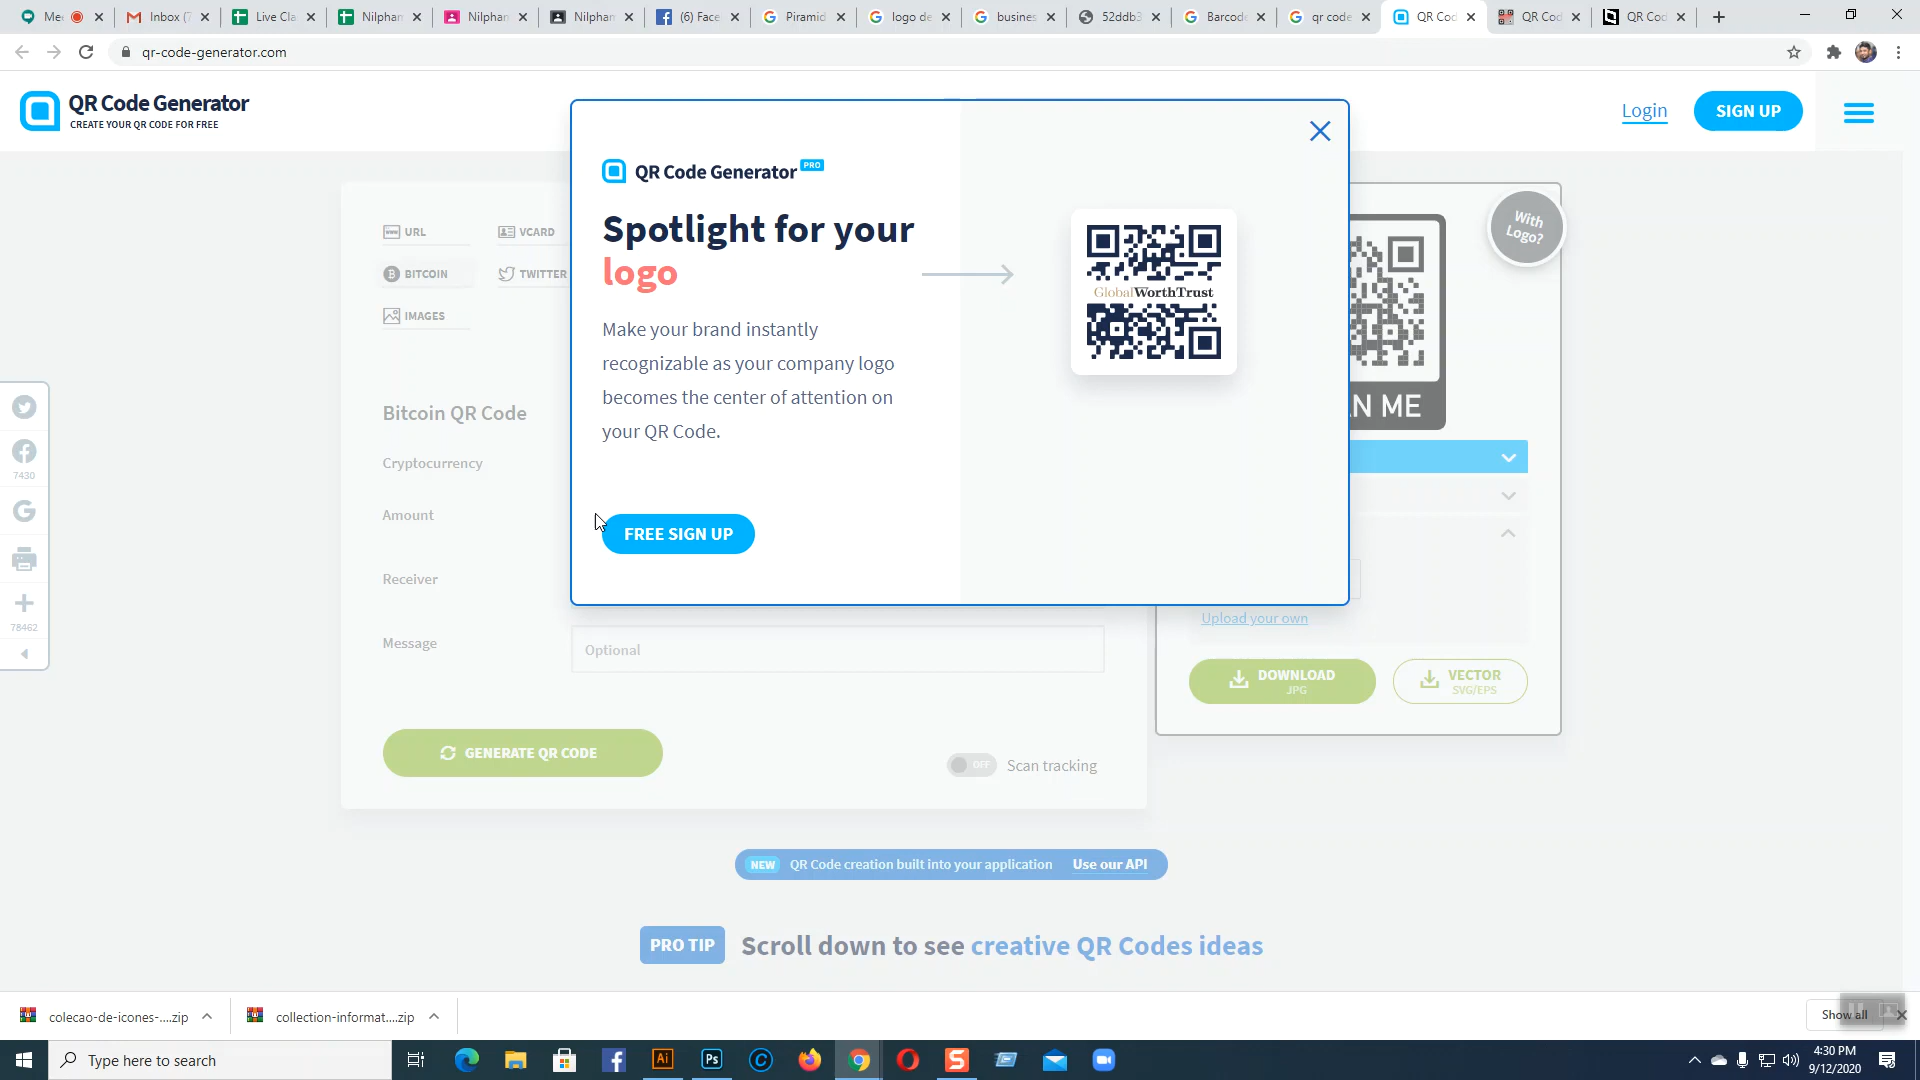 Mee
Inbox (7
Live Cla
Nilphan
Nilphan
Nilphan
(6) Face
Piramid
logo de
busines
52ddb3
Barcode
qr code
QR Cod
QR Cod
QR Cod
qr-code-generator.com
QR Code Generator
CREATE YOUR QR CODE FOR FREE
Login
SIGN UP
QR Code Generator PRO
Spotlight for your
logo
Make your brand instantly
recognizable as your company logo
becomes the center of attention on
your QR Code.
FREE SIGN UP
GlobalWorthTrust
With
Logo?
N ME
URL
VCARD
BITCOIN
TWITTER
IMAGES
Bitcoin QR Code
Cryptocurrency
Amount
Receiver
Message
Optional
7430
78462
Upload your own
DOWNLOAD
JPG
VECTOR
SVG/EPS
GENERATE QR CODE
OFF
Scan tracking
NEW QR Code creation built into your application Use our API
PRO TIP Scroll down to see creative QR Codes ideas
colecao-de-icones-....zip
collection-informat....zip
Show all
Type here to search
Ai
Ps
4:30 PM
9/12/2020